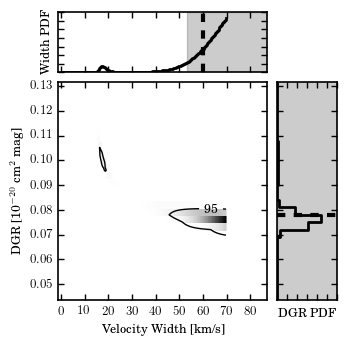 Width PDF
0.13
0.12
0.11
0.10
0.09
0.08
0.07
0.06
0.05
DGR [10⁻²⁰ cm² mag]
95
0 10 20 30 40 50 60 70 80
Velocity Width [km/s]
DGR PDF